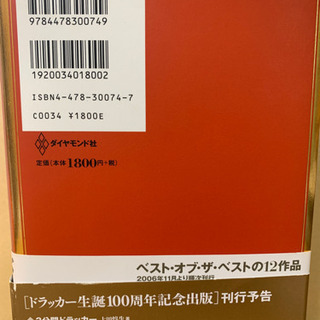 9784478300749
1920034018002
ISBN4-478-30074-7
C0034 ¥1800E
ダイヤモンド社
定価[本体1800円+税]
ベスト・オブ・ザ・ベストの12作品
2006年11月より順次刊行
[ドラッカー生誕100周年記念出版]刊行予告